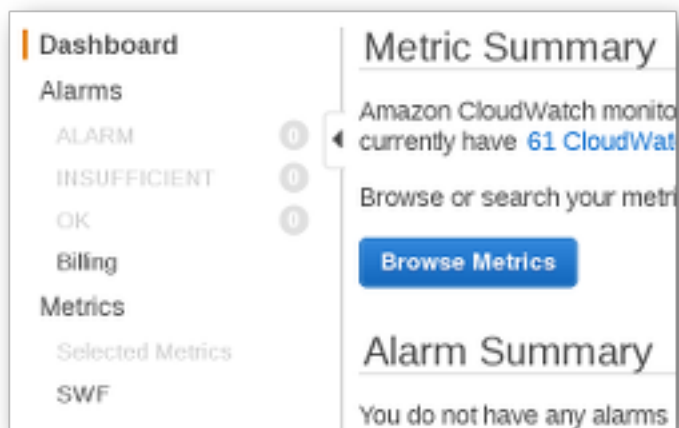 Dashboard
Alarms
ALARM 0
INSUFFICIENT 0
OK 0
Billing
Metrics
Selected Metrics
SWF
Metric Summary
Amazon CloudWatch monito
currently have 61 CloudWat
Browse or search your metri
Browse Metrics
Alarm Summary
You do not have any alarms